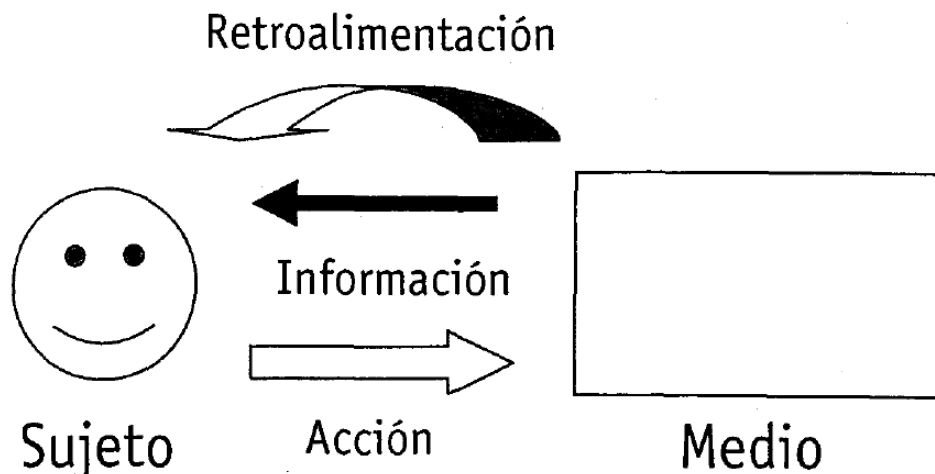 Retroalimentación
Información
Acción
Sujeto
Medio